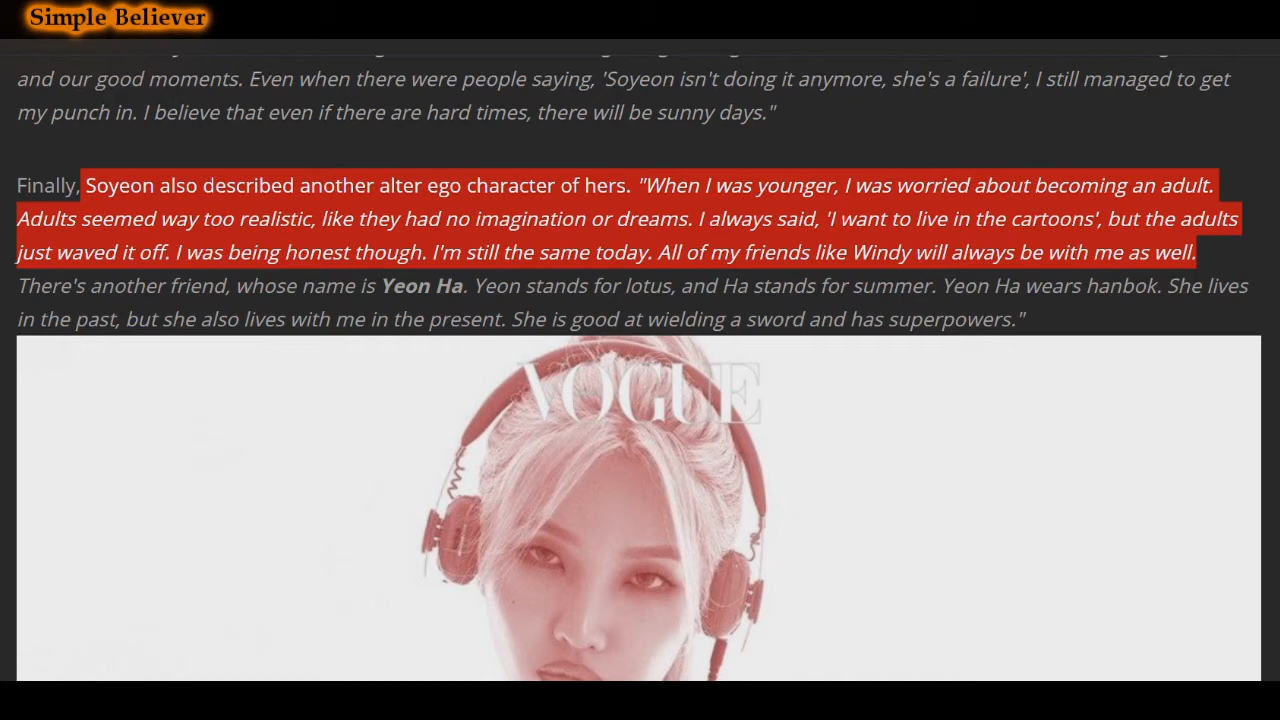 Simple Believer
and our good moments. Even when there were people saying, 'Soyeon isn't doing it anymore, she's a failure', I still managed to get
my punch in. I believe that even if there are hard times, there will be sunny days."
Finally, Soyeon also described another alter ego character of hers. "When I was younger, I was worried about becoming an adult.
Adults seemed way too realistic, like they had no imagination or dreams. I always said, 'I want to live in the cartoons', but the adults
just waved it off. I was being honest though. I'm still the same today. All of my friends like Windy will always be with me as well.
There's another friend, whose name is Yeon Ha. Yeon stands for lotus, and Ha stands for summer. Yeon Ha wears hanbok. She lives
in the past, but she also lives with me in the present. She is good at wielding a sword and has superpowers."
VOGUE